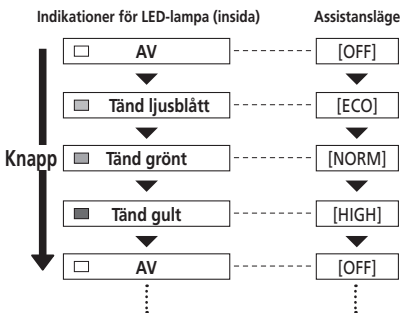 Indikationer för LED-lampa (insida) Assistansläge
AV [OFF]
Tänd ljusblått [ECO]
Knapp Tänd grönt [NORM]
Tänd gult [HIGH]
AV [OFF]